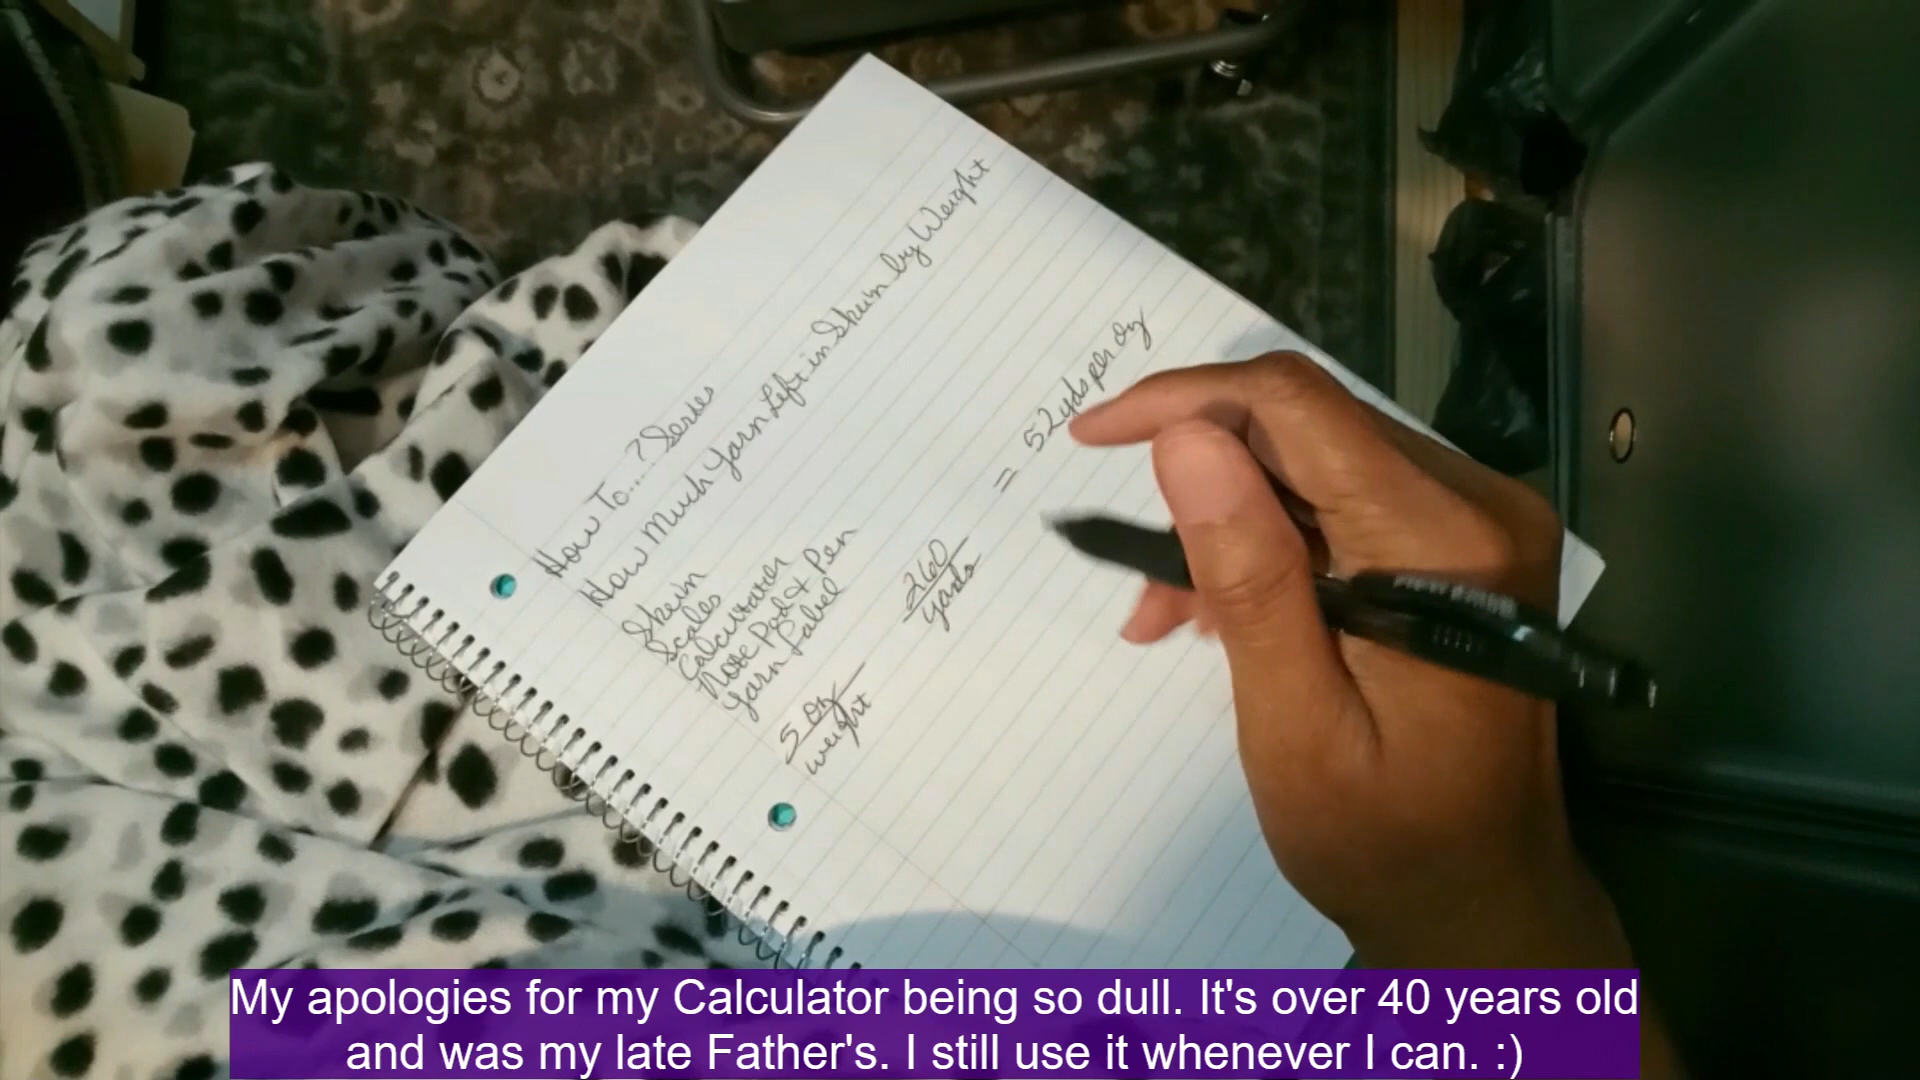 How To...? Series
How Much Yarn Left in Skein by Weight
Skein
Scales
Calculator
Note Pad & Pen
Yarn Label
5 oz
weight
260
yards
= 52 yds per oz
My apologies for my Calculator being so dull. It's over 40 years old
and was my late Father's. I still use it whenever I can. :)